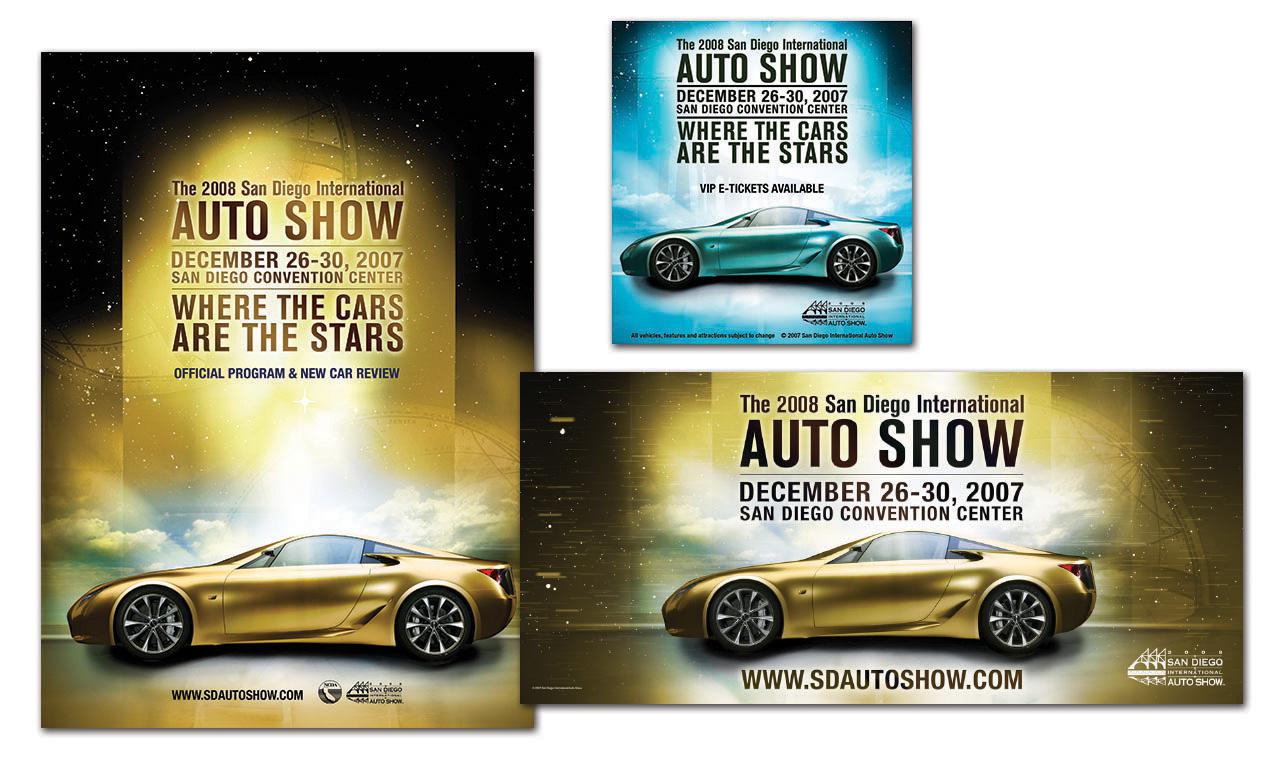 The 2008 San Diego International
AUTO SHOW
DECEMBER 26-30, 2007
SAN DIEGO CONVENTION CENTER
WHERE THE CARS
ARE THE STARS
OFFICIAL PROGRAM & NEW CAR REVIEW
WWW.SDAUTOSHOW.COM
2008
SAN DIEGO
INTERNATIONAL
AUTO SHOW
The 2008 San Diego International
AUTO SHOW
DECEMBER 26-30, 2007
SAN DIEGO CONVENTION CENTER
WHERE THE CARS
ARE THE STARS
VIP E-TICKETS AVAILABLE
2008
SAN DIEGO
INTERNATIONAL
AUTO SHOW.
All vehicles, features and attractions subject to change © 2007 San Diego International Auto Show
The 2008 San Diego International
AUTO SHOW
DECEMBER 26-30, 2007
SAN DIEGO CONVENTION CENTER
WWW.SDAUTOSHOW.COM
2008
SAN DIEGO
INTERNATIONAL
AUTO SHOW.